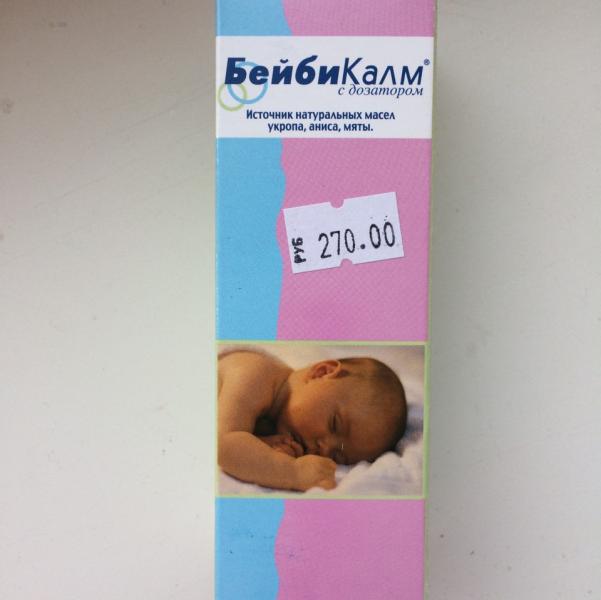 БейбиКалм®
с дозатором
Источник натуральных масел
укропа, аниса, мяты.
РУБ 270.00